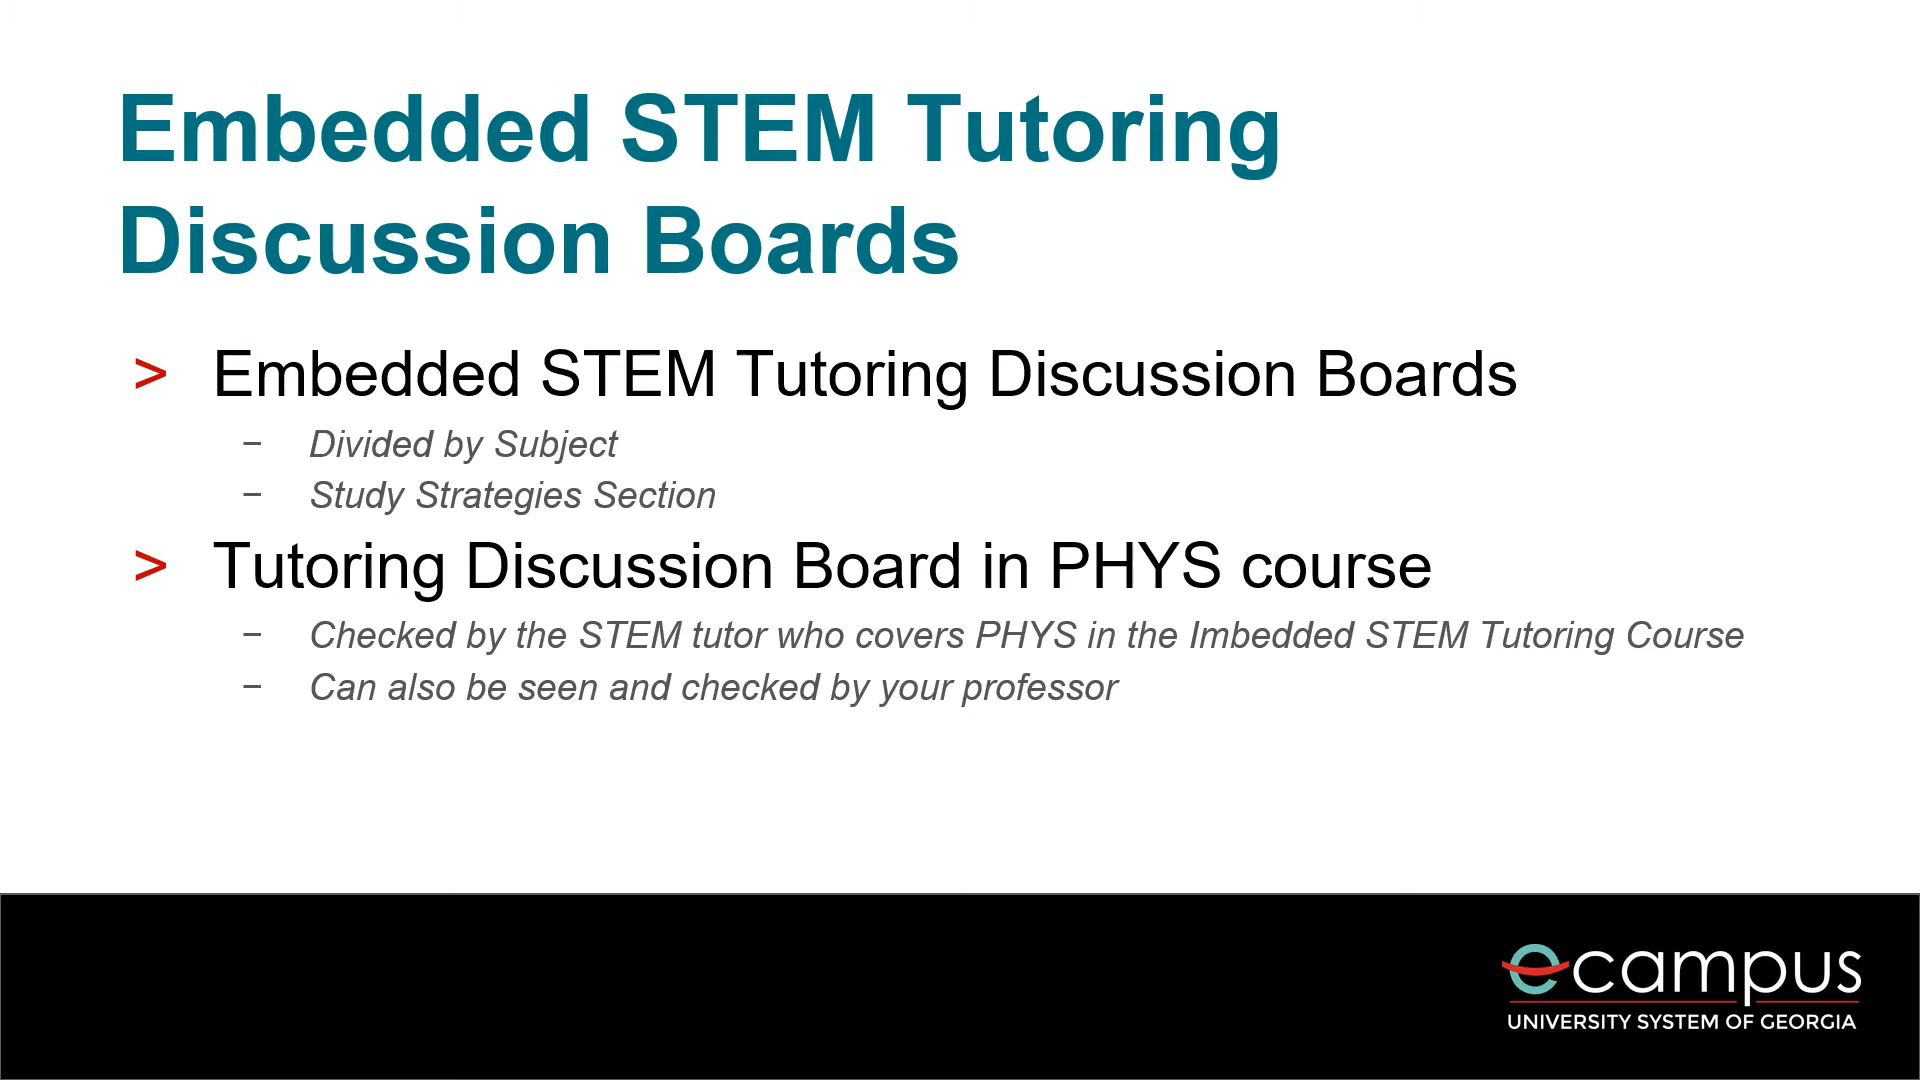 Embedded STEM Tutoring
Discussion Boards
> Embedded STEM Tutoring Discussion Boards
− Divided by Subject
− Study Strategies Section
> Tutoring Discussion Board in PHYS course
− Checked by the STEM tutor who covers PHYS in the Imbedded STEM Tutoring Course
− Can also be seen and checked by your professor
ecampus
UNIVERSITY SYSTEM OF GEORGIA